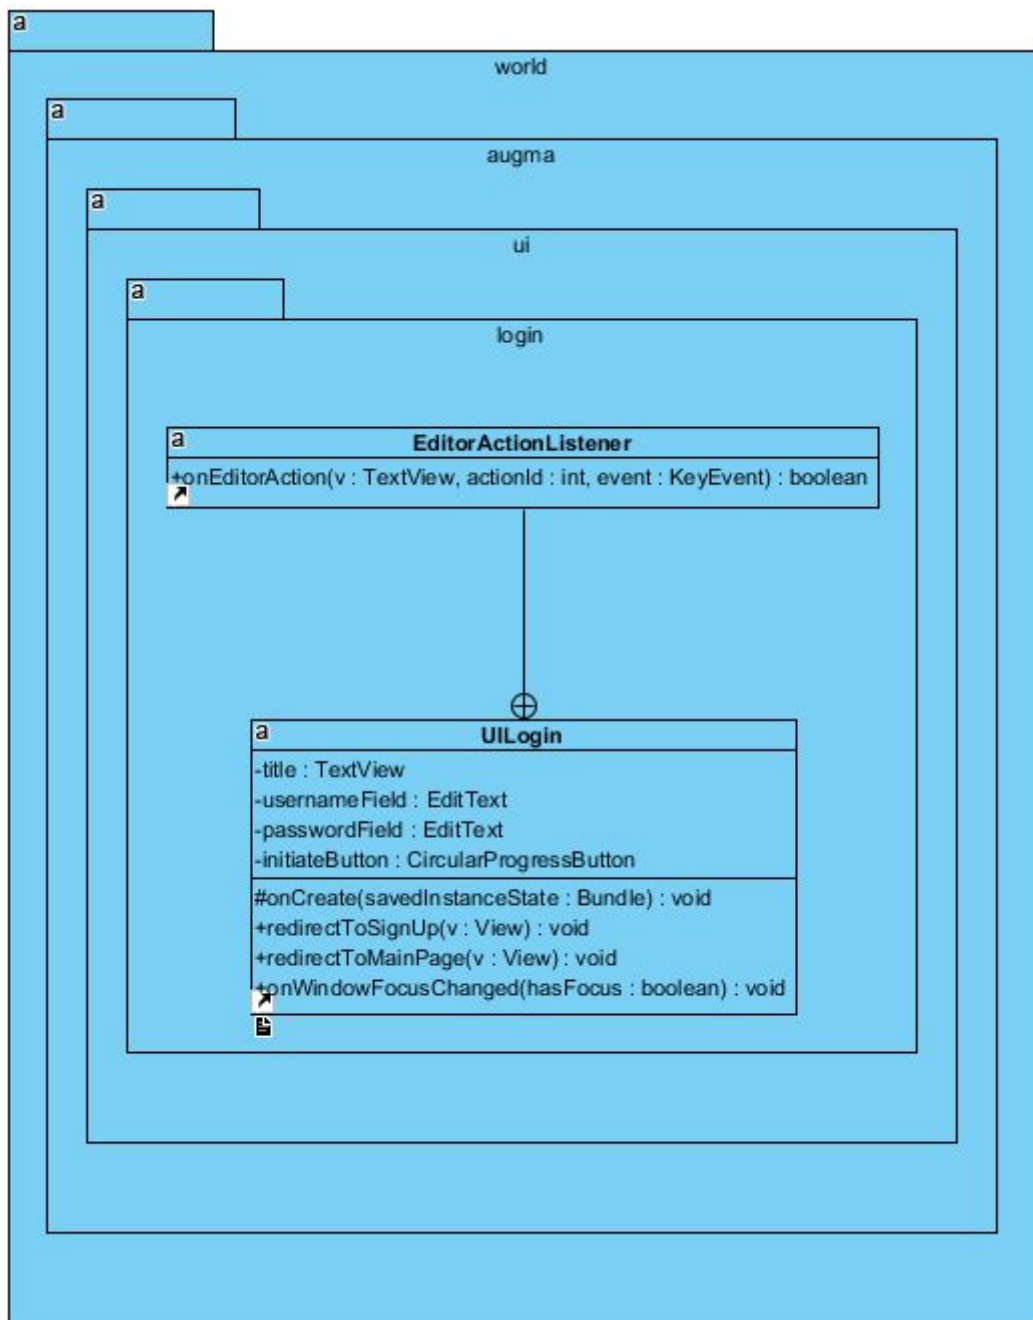 a
world
a
augma
a
ui
a
login
a
EditorActionListener
+onEditorAction(v : TextView, actionId : int, event : KeyEvent) : boolean
a
UILogin
-title : TextView
-usernameField : EditText
-passwordField : EditText
-initiateButton : CircularProgressButton
#onCreate(savedInstanceState : Bundle) : void
+redirectToSignUp(v : View) : void
+redirectToMainPage(v : View) : void
+onWindowFocusChanged(hasFocus : boolean) : void